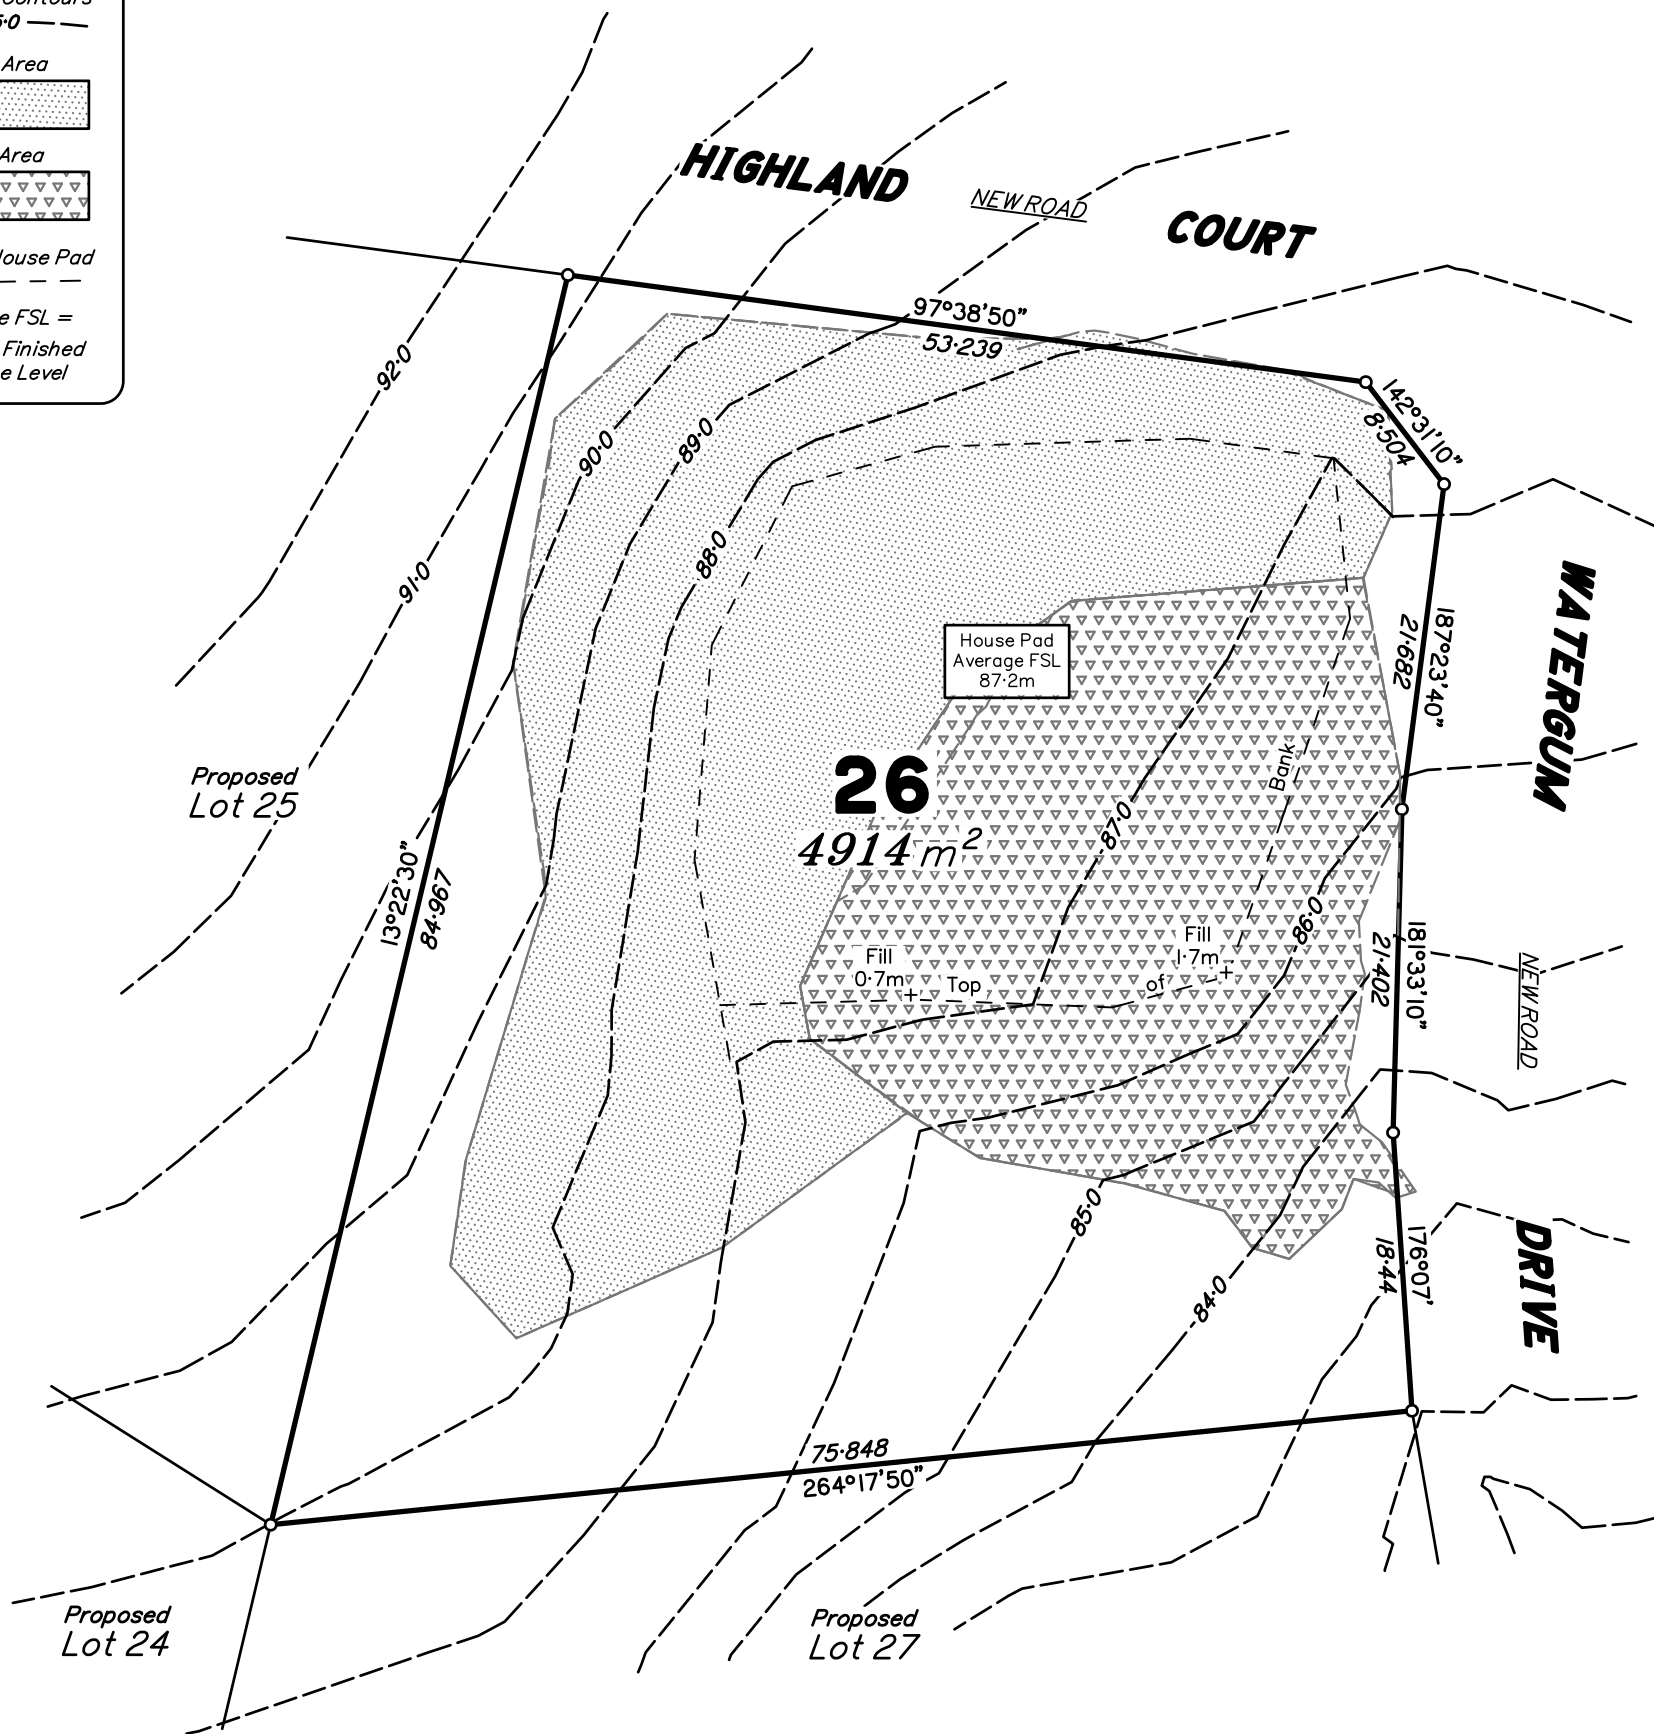 5·0
Area
Area
House Pad
e FSL =
Finished
e Level
HIGHLAND
NEW ROAD
COURT
97°38'50"
53·239
142°31'10"
8·504
92·0
91·0
90·0
89·0
88·0
187°23'40"
21·682
WATERGUM
House Pad
Average FSL
87·2m
Proposed
Lot 25
26
4914 m²
87·0
Bank
86·0
13°22'30"
84·967
Fill
0·7m
Top
of
Fill
1·7m
181°33'10"
21·402
NEW ROAD
85·0
84·0
176°07'
18·44
DRIVE
75·848
264°17'50"
Proposed
Lot 24
Proposed
Lot 27